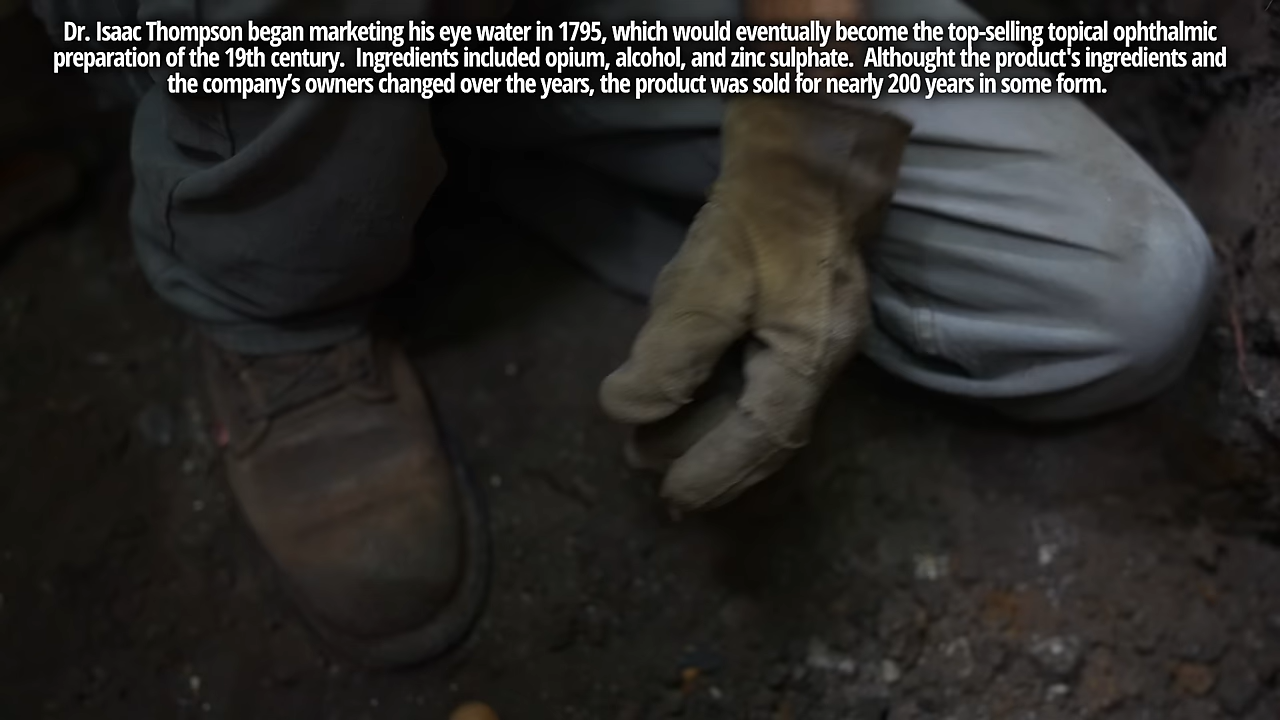 Dr. Isaac Thompson began marketing his eye water in 1795, which would eventually become the top-selling topical ophthalmic
preparation of the 19th century.  Ingredients included opium, alcohol, and zinc sulphate.  Althought the product's ingredients and
the company’s owners changed over the years, the product was sold for nearly 200 years in some form.